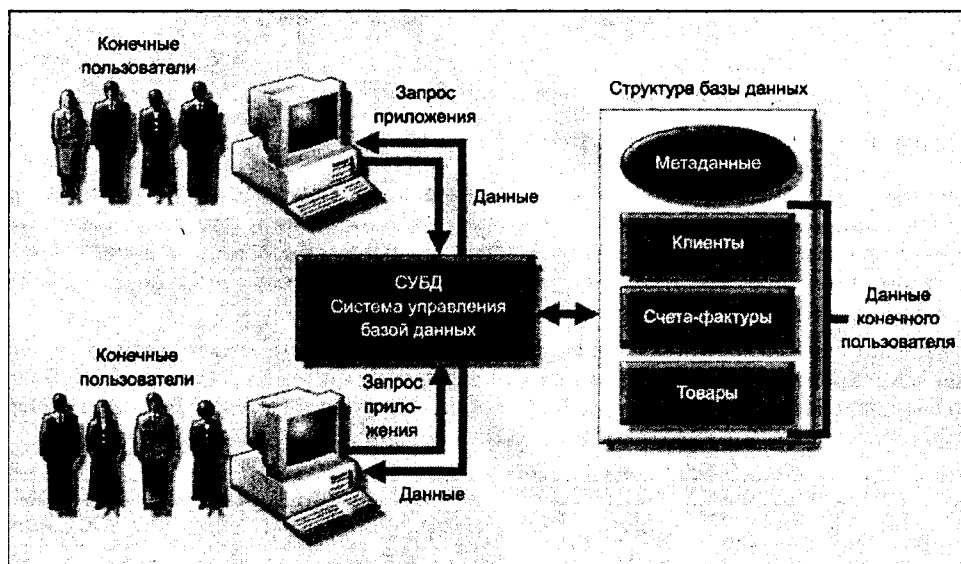 Конечные
пользователи
Запрос
приложения
Данные
СУБД
Система управления
базой данных
Конечные
пользователи
Запрос
прило-
жения
Данные
Структура базы данных
Метаданные
Клиенты
Счета-фактуры
Товары
Данные
конечного
пользователя